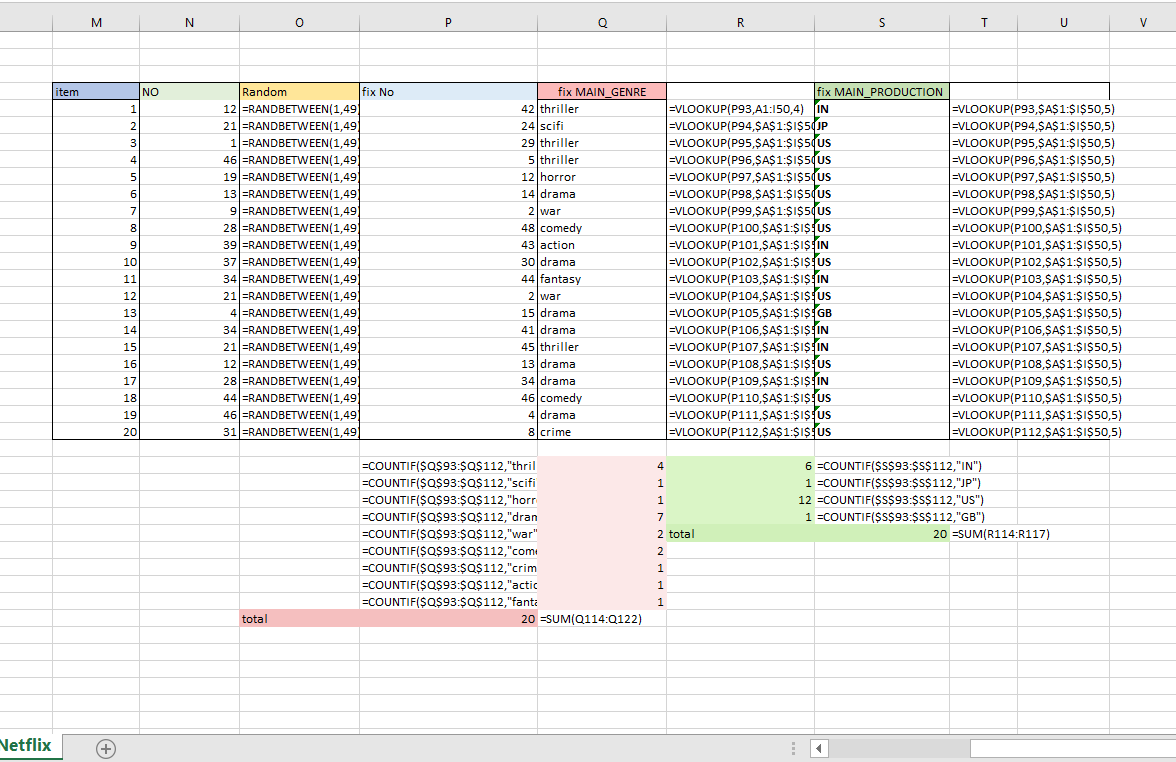 M N O P Q R S T U V
item NO Random fix No fix MAIN_GENRE fix MAIN_PRODUCTION
1 12 =RANDBETWEEN(1,49) 42 thriller =VLOOKUP(P93,A1:I50,4) IN =VLOOKUP(P93,$A$1:$I$50,5)
2 21 =RANDBETWEEN(1,49) 24 scifi =VLOOKUP(P94,$A$1:$I$50 JP =VLOOKUP(P94,$A$1:$I$50,5)
3 1 =RANDBETWEEN(1,49) 29 thriller =VLOOKUP(P95,$A$1:$I$50 US =VLOOKUP(P95,$A$1:$I$50,5)
4 46 =RANDBETWEEN(1,49) 5 thriller =VLOOKUP(P96,$A$1:$I$50 US =VLOOKUP(P96,$A$1:$I$50,5)
5 19 =RANDBETWEEN(1,49) 12 horror =VLOOKUP(P97,$A$1:$I$50 US =VLOOKUP(P97,$A$1:$I$50,5)
6 13 =RANDBETWEEN(1,49) 14 drama =VLOOKUP(P98,$A$1:$I$50 US =VLOOKUP(P98,$A$1:$I$50,5)
7 9 =RANDBETWEEN(1,49) 2 war =VLOOKUP(P99,$A$1:$I$50 US =VLOOKUP(P99,$A$1:$I$50,5)
8 28 =RANDBETWEEN(1,49) 48 comedy =VLOOKUP(P100,$A$1:$I$5 US =VLOOKUP(P100,$A$1:$I$50,5)
9 39 =RANDBETWEEN(1,49) 43 action =VLOOKUP(P101,$A$1:$I$5 IN =VLOOKUP(P101,$A$1:$I$50,5)
10 37 =RANDBETWEEN(1,49) 30 drama =VLOOKUP(P102,$A$1:$I$5 US =VLOOKUP(P102,$A$1:$I$50,5)
11 34 =RANDBETWEEN(1,49) 44 fantasy =VLOOKUP(P103,$A$1:$I$5 IN =VLOOKUP(P103,$A$1:$I$50,5)
12 21 =RANDBETWEEN(1,49) 2 war =VLOOKUP(P104,$A$1:$I$5 US =VLOOKUP(P104,$A$1:$I$50,5)
13 4 =RANDBETWEEN(1,49) 15 drama =VLOOKUP(P105,$A$1:$I$5 GB =VLOOKUP(P105,$A$1:$I$50,5)
14 34 =RANDBETWEEN(1,49) 41 drama =VLOOKUP(P106,$A$1:$I$5 IN =VLOOKUP(P106,$A$1:$I$50,5)
15 21 =RANDBETWEEN(1,49) 45 thriller =VLOOKUP(P107,$A$1:$I$5 IN =VLOOKUP(P107,$A$1:$I$50,5)
16 12 =RANDBETWEEN(1,49) 13 drama =VLOOKUP(P108,$A$1:$I$5 US =VLOOKUP(P108,$A$1:$I$50,5)
17 28 =RANDBETWEEN(1,49) 34 drama =VLOOKUP(P109,$A$1:$I$5 IN =VLOOKUP(P109,$A$1:$I$50,5)
18 44 =RANDBETWEEN(1,49) 46 comedy =VLOOKUP(P110,$A$1:$I$5 US =VLOOKUP(P110,$A$1:$I$50,5)
19 46 =RANDBETWEEN(1,49) 4 drama =VLOOKUP(P111,$A$1:$I$5 US =VLOOKUP(P111,$A$1:$I$50,5)
20 31 =RANDBETWEEN(1,49) 8 crime =VLOOKUP(P112,$A$1:$I$5 US =VLOOKUP(P112,$A$1:$I$50,5)
=COUNTIF($Q$93:$Q$112,"thril 4 6 =COUNTIF($S$93:$S$112,"IN")
=COUNTIF($Q$93:$Q$112,"scifi 1 1 =COUNTIF($S$93:$S$112,"JP")
=COUNTIF($Q$93:$Q$112,"horr 1 12 =COUNTIF($S$93:$S$112,"US")
=COUNTIF($Q$93:$Q$112,"dran 7 1 =COUNTIF($S$93:$S$112,"GB")
=COUNTIF($Q$93:$Q$112,"war" 2 total 20 =SUM(R114:R117)
=COUNTIF($Q$93:$Q$112,"com 2
=COUNTIF($Q$93:$Q$112,"crim 1
=COUNTIF($Q$93:$Q$112,"actio 1
=COUNTIF($Q$93:$Q$112,"fanta 1
total 20 =SUM(Q114:Q122)
Netflix